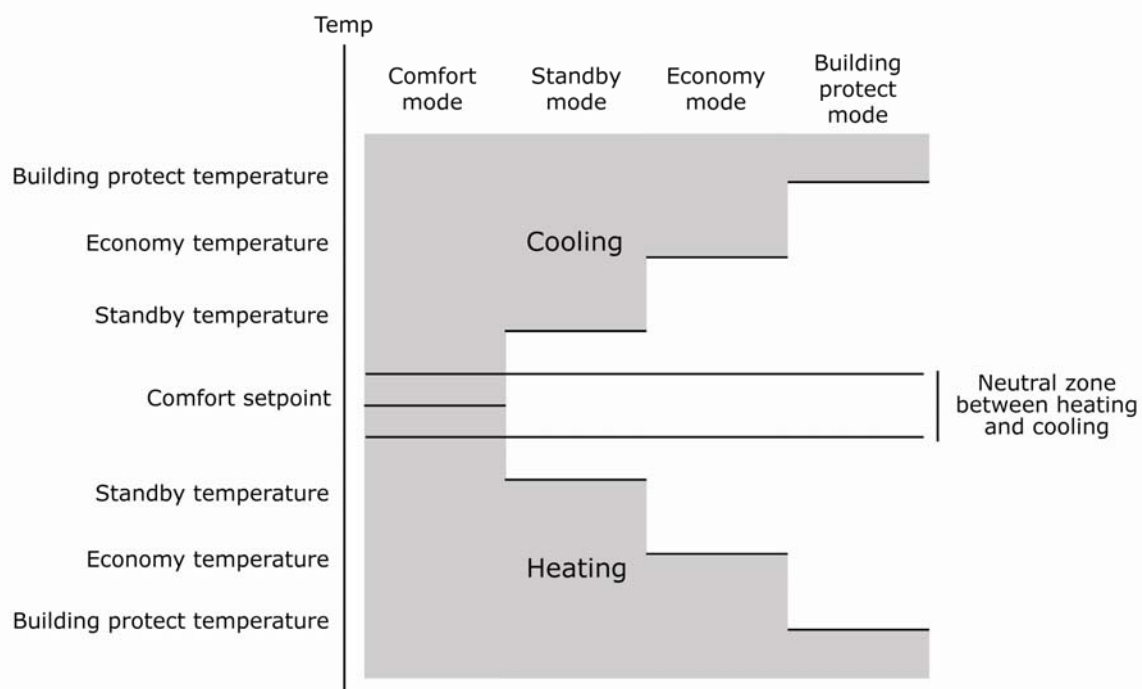 Temp
Comfort
mode
Standby
mode
Economy
mode
Building
protect
mode
Building protect temperature
Economy temperature
Cooling
Standby temperature
Comfort setpoint
Neutral zone
between heating
and cooling
Standby temperature
Economy temperature
Heating
Building protect temperature